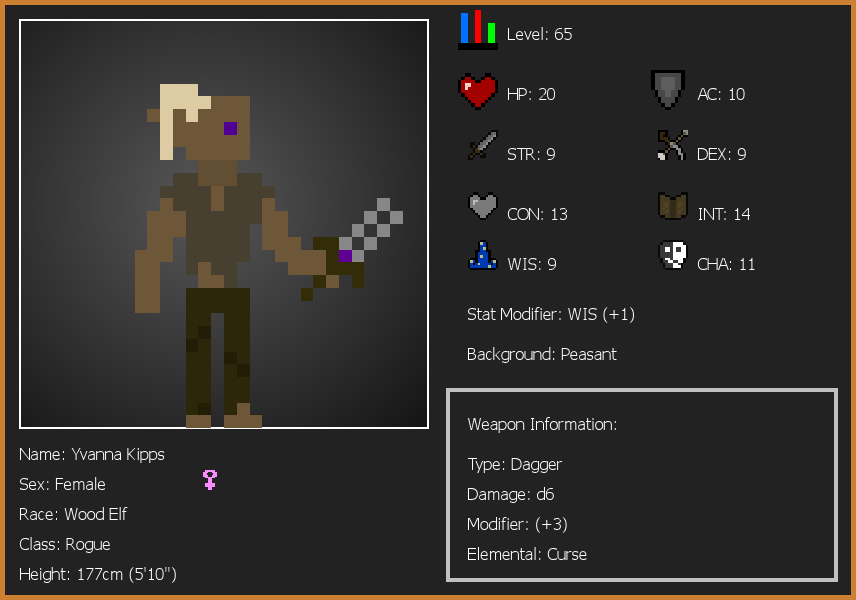 Level: 65
HP: 20
AC: 10
STR: 9
DEX: 9
CON: 13
INT: 14
WIS: 9
CHA: 11
Stat Modifier: WIS (+1)
Background: Peasant
Weapon Information:
Type: Dagger
Damage: d6
Modifier: (+3)
Elemental: Curse
Name: Yvanna Kipps
Sex: Female
Race: Wood Elf
Class: Rogue
Height: 177cm (5'10")